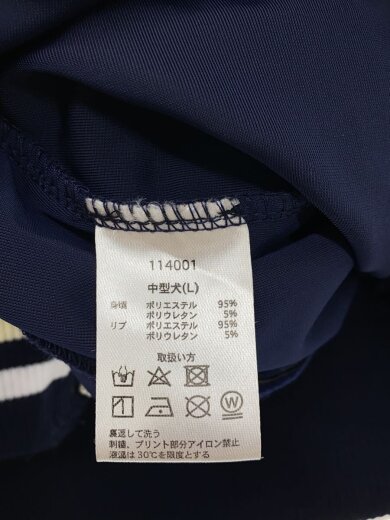 114001
中型犬(L)
身頃 ポリエステル 95%
ポリウレタン 5%
リブ ポリエステル 95%
ポリウレタン 5%
取扱い方
裏返して洗う
刺繍、プリント部分アイロン禁止
液温は30℃を限度とする